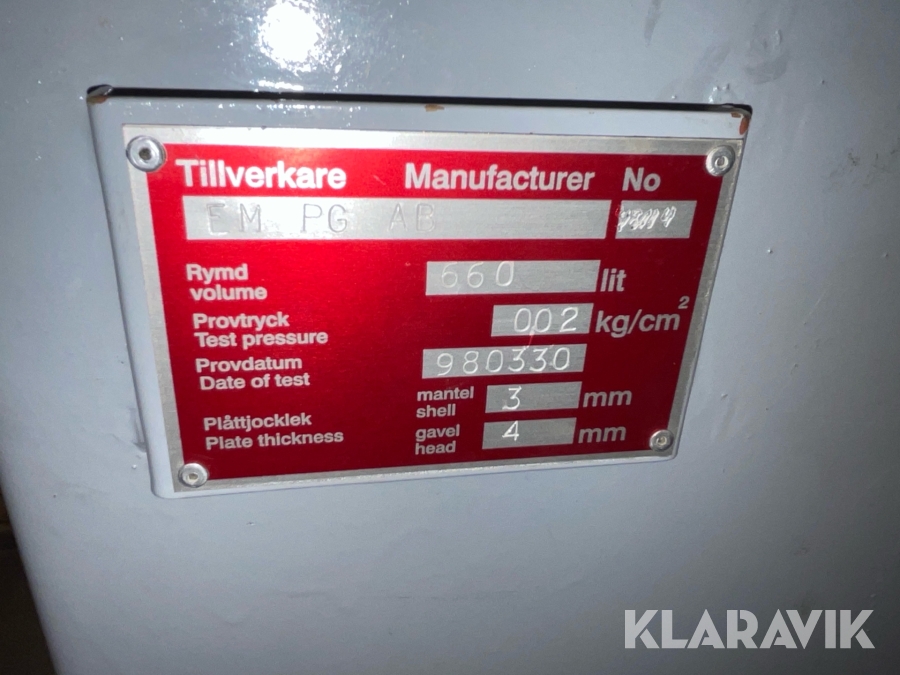 Tillverkare Manufacturer No
EM PG AB
Rymd
volume 660 lit
Provtryck
Test pressure 002 kg/cm²
Provdatum
Date of test 980330
Plåttjocklek
Plate thickness
mantel
shell 3 mm
gavel
head 4 mm
KLARAVIK